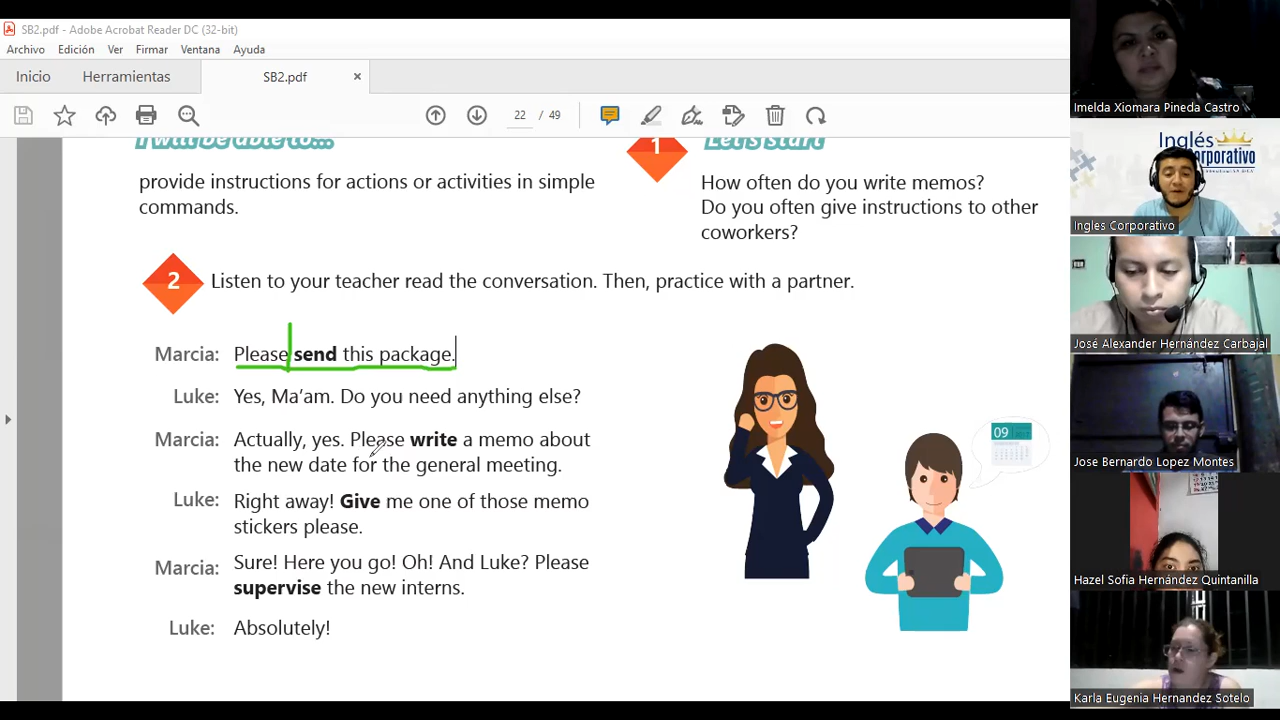 SB2.pdf - Adobe Acrobat Reader DC (32-bit)
Archivo Edición Ver Firmar Ventana Ayuda
Inicio Herramientas SB2.pdf ×
22 / 49
I will be able to...
provide instructions for actions or activities in simple
commands.
1 Let's start
How often do you write memos?
Do you often give instructions to other
coworkers?
2 Listen to your teacher read the conversation. Then, practice with a partner.
Marcia: Please send this package.
Luke: Yes, Ma'am. Do you need anything else?
Marcia: Actually, yes. Please write a memo about
the new date for the general meeting.
Luke: Right away! Give me one of those memo
stickers please.
Marcia: Sure! Here you go! Oh! And Luke? Please
supervise the new interns.
Luke: Absolutely!
09
Imelda Xiomara Pineda Castro
Inglés
Corporativo
Ingles Corporativo
José Alexander Hernández Carbajal
Jose Bernardo Lopez Montes
Hazel Sofia Hernández Quintanilla
Karla Eugenia Hernandez Sotelo